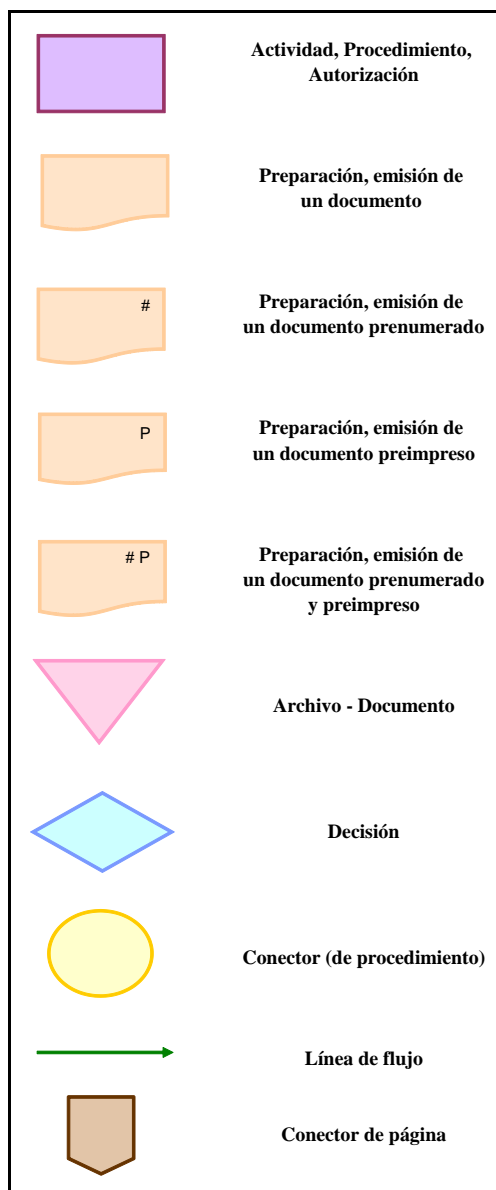 Actividad, Procedimiento,
Autorización
Preparación, emisión de
un documento
#
Preparación, emisión de
un documento prenumerado
P
Preparación, emisión de
un documento preimpreso
# P
Preparación, emisión de
un documento prenumerado
y preimpreso
Archivo - Documento
Decisión
Conector (de procedimiento)
Línea de flujo
Conector de página